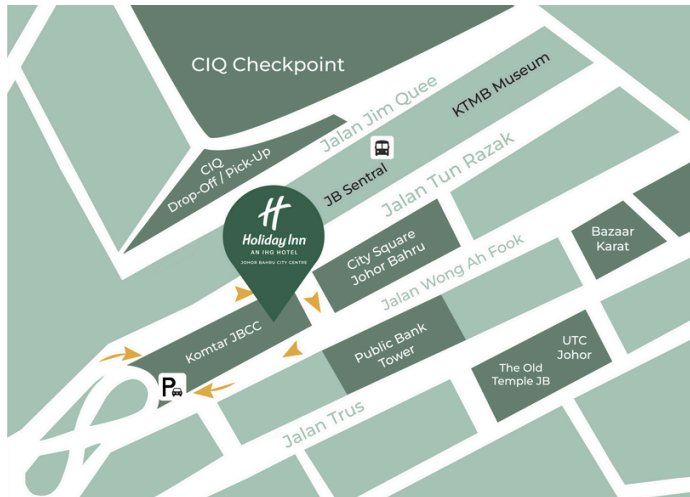 CIQ Checkpoint
Jalan Jim Quee
KTMB Museum
CIQ
Drop-Off / Pick-Up
JB Sentral
Jalan Tun Razak
H
Holiday Inn
AN IHG HOTEL
JOHOR BAHRU CITY CENTRE
City Square
Johor Bahru
Jalan Wong Ah Fook
Bazaar
Karat
Komtar JBCC
Public Bank
Tower
UTC
Johor
The Old
Temple JB
P
Jalan Trus